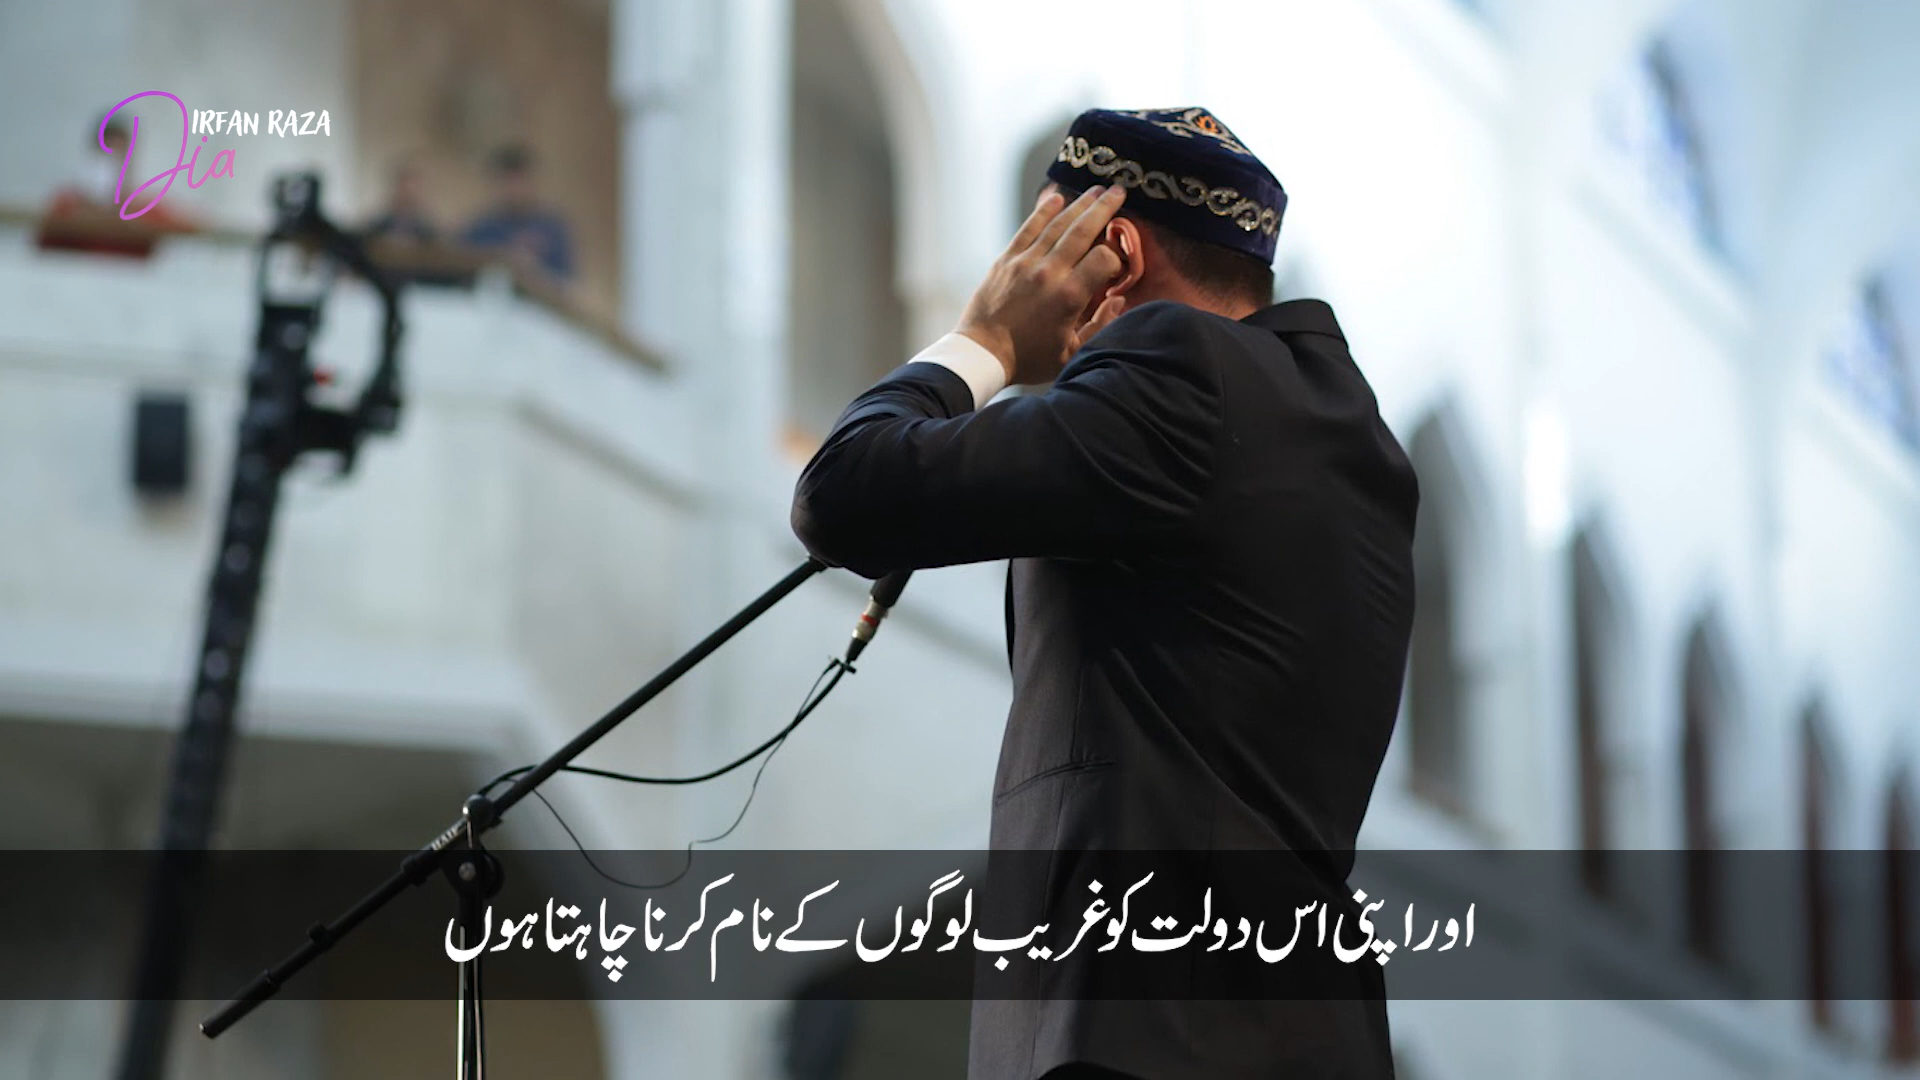 IRFAN RAZA
Dia
اور اپنی اس دولت کو غریب لوگوں کے نام کرنا چاہتا ہوں